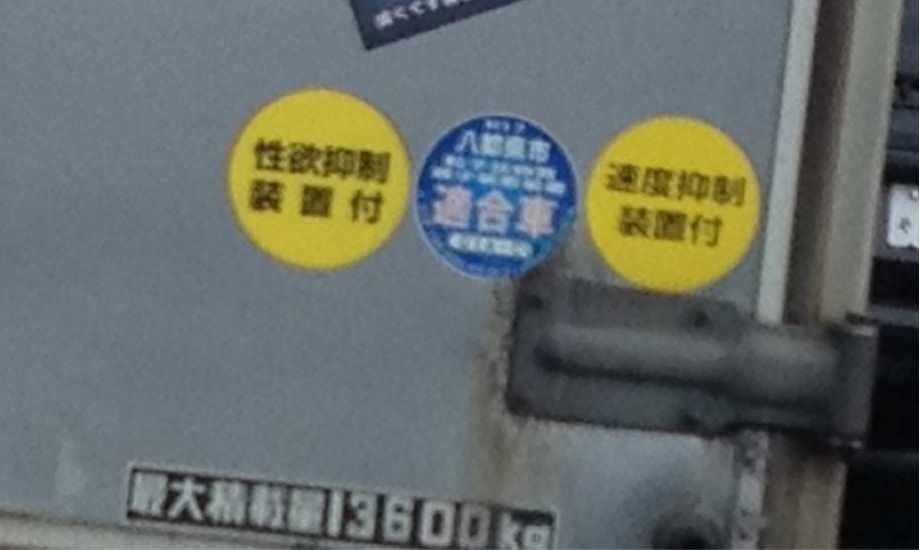 性欲抑制
装置付
八都県市
適合車
速度抑制
装置付
最大積載量13600kg